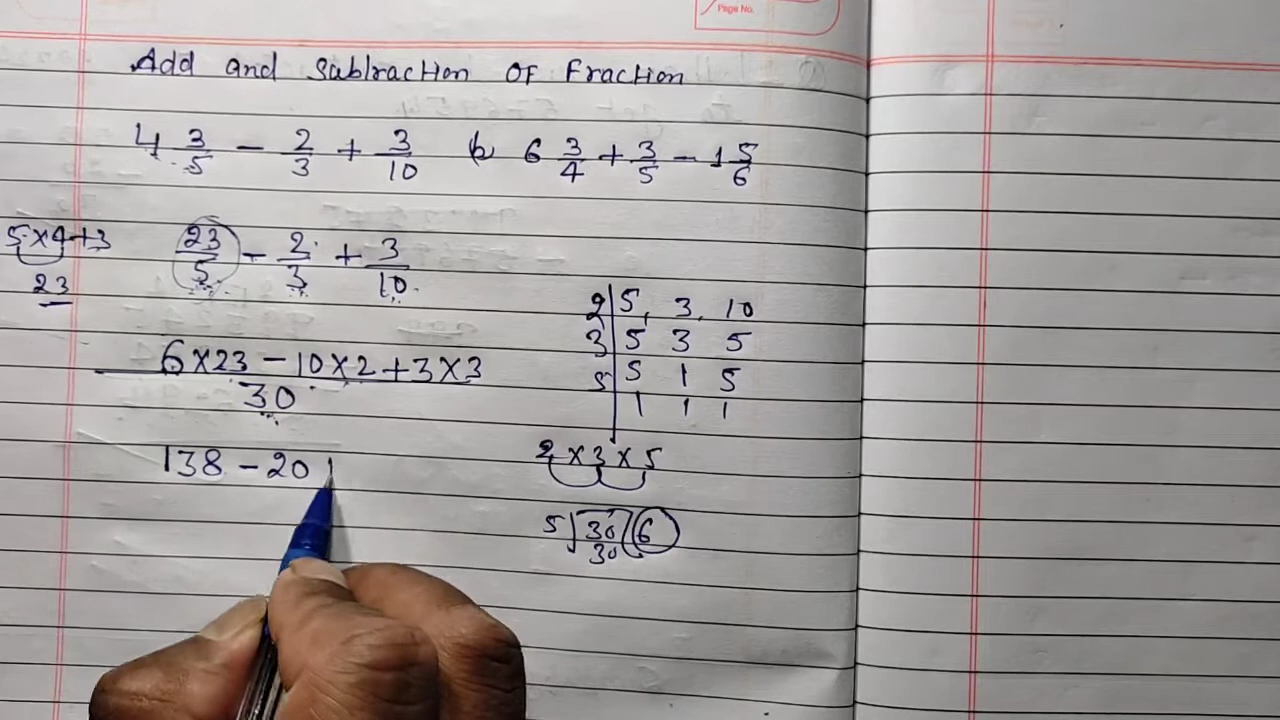 Page No.
Add and Subtraction OF Fraction
4 3/5 - 2/3 + 3/10 b 6 3/4 + 3/5 - 1 5/6
5×4+3
23
23/5 - 2/3 + 3/10
6×23 - 10×2 + 3×3
30
138 - 20
2 | 5, 3, 10
3 | 5 3 5
5 | 5 1 5
1 1 1
2 × 3 × 5
5 ) 30 ( 6
30